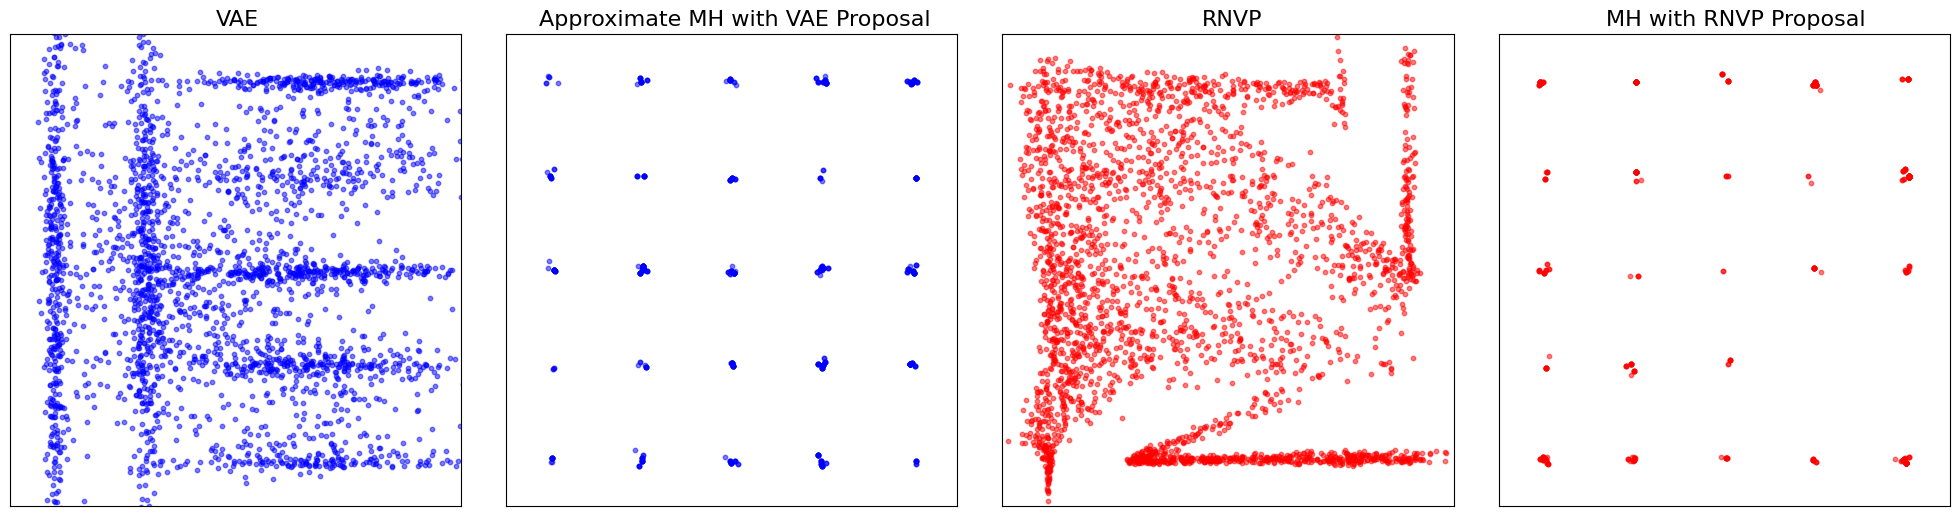 VAE
Approximate MH with VAE Proposal
RNVP
MH with RNVP Proposal